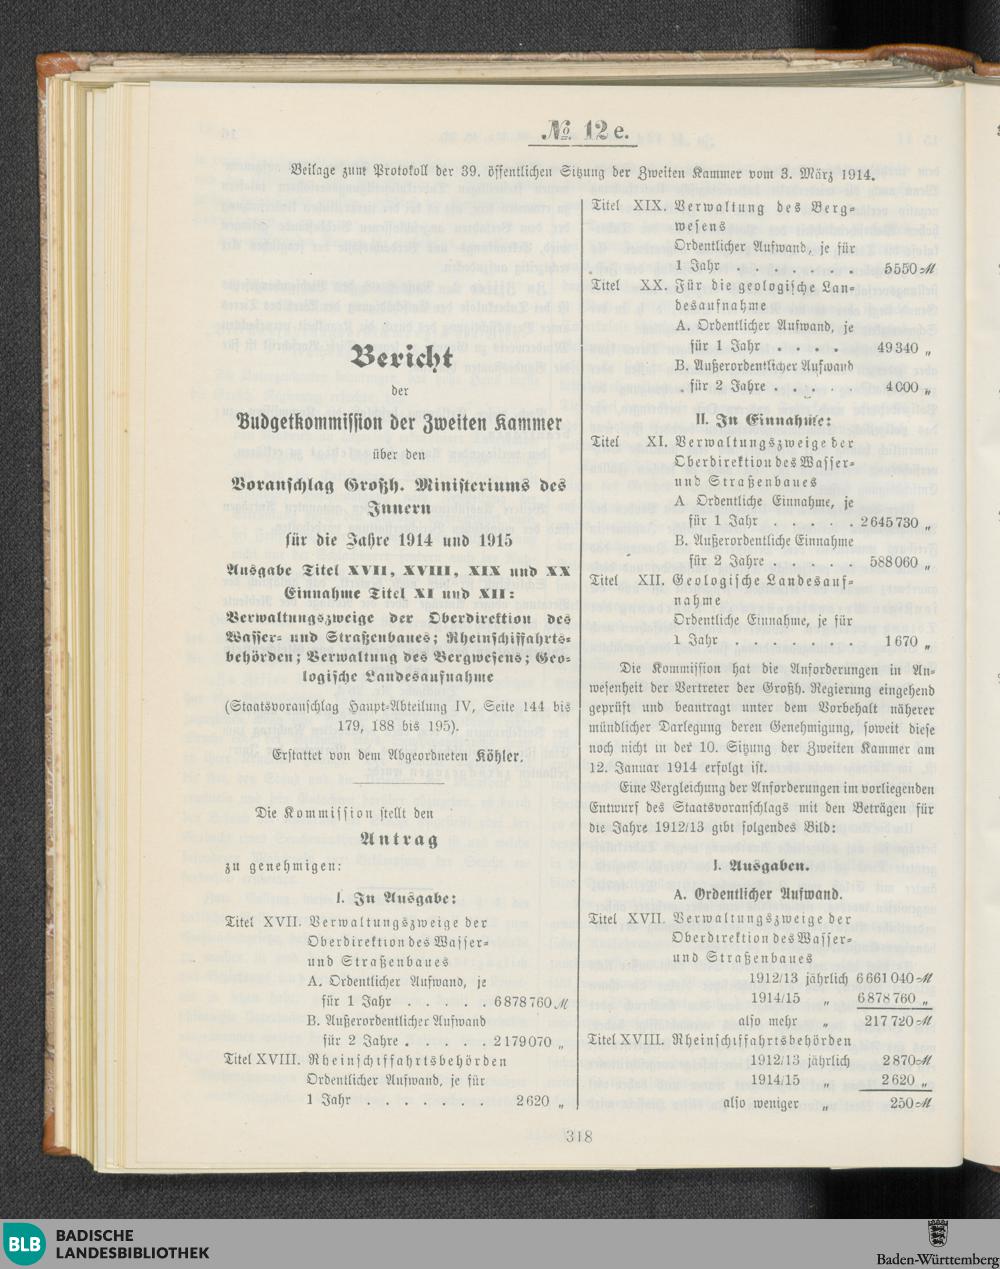 № 12e.
Beilage zum Protokoll der 39. öffentlichen Sitzung der Zweiten Kammer vom 3. März 1914.
Bericht
der
Budgetkommission der Zweiten Kammer
über den
Voranschlag Großh. Ministeriums des
Innern
für die Jahre 1914 und 1915
Ausgabe Titel XVII, XVIII, XIX und XX
Einnahme Titel XI und XII:
Verwaltungszweige der Oberdirektion des
Wasser- und Straßenbaues; Rheinschiffahrts-
behörden; Verwaltung des Bergwesens; Geo-
logische Landesaufnahme
(Staatsvoranschlag Haupt-Abteilung IV, Seite 144 bis
179, 188 bis 195).
Erstattet von dem Abgeordneten Köhler.
Die Kommission stellt den
Antrag
zu genehmigen:
I. In Ausgabe:
Titel XVII. Verwaltungszweige der
Oberdirektion des Wasser-
und Straßenbaues
A. Ordentlicher Aufwand, je
für 1 Jahr . . . . . 6 878 760 ℳ
B. Außerordentlicher Aufwand
für 2 Jahre . . . . . 2 179 070 „
Titel XVIII. Rheinschiffahrtsbehörden
Ordentlicher Aufwand, je für
1 Jahr . . . . . . . 2 620 „
Titel XIX. Verwaltung des Berg-
wesens
Ordentlicher Aufwand, je für
1 Jahr . . . . . . . 5 550 ℳ
Titel XX. Für die geologische Lan-
desaufnahme
A. Ordentlicher Aufwand, je
für 1 Jahr . . . . 49 340 „
B. Außerordentlicher Aufwand
für 2 Jahre . . . . . 4 000 „
II. In Einnahme:
Titel XI. Verwaltungszweige der
Oberdirektion des Wasser-
und Straßenbaues
A Ordentliche Einnahme, je
für 1 Jahr . . . . . 2 645 730 „
B. Außerordentliche Einnahme
für 2 Jahre . . . . . 588 060 „
Titel XII. Geologische Landesauf-
nahme
Ordentliche Einnahme, je für
1 Jahr . . . . . . . 1 670 „
Die Kommission hat die Anforderungen in An-
wesenheit der Vertreter der Großh. Regierung eingehend
geprüft und beantragt unter dem Vorbehalt näherer
mündlicher Darlegung deren Genehmigung, soweit diese
noch nicht in der 10. Sitzung der Zweiten Kammer am
12. Januar 1914 erfolgt ist.
Eine Vergleichung der Anforderungen im vorliegenden
Entwurf des Staatsvoranschlags mit den Beträgen für
die Jahre 1912/13 gibt folgendes Bild:
I. Ausgaben.
A. Ordentlicher Aufwand.
Titel XVII. Verwaltungszweige der
Oberdirektion des Wasser-
und Straßenbaues
1912/13 jährlich 6 661 040 ℳ
1914/15 „ 6 878 760 „
also mehr „ 217 720 ℳ
Titel XVIII. Rheinschiffahrtsbehörden
1912/13 jährlich 2 870 ℳ
1914/15 „ 2 620 „
also weniger „ 250 ℳ
318
BLB
BADISCHE
LANDESBIBLIOTHEK
Baden-Württemberg